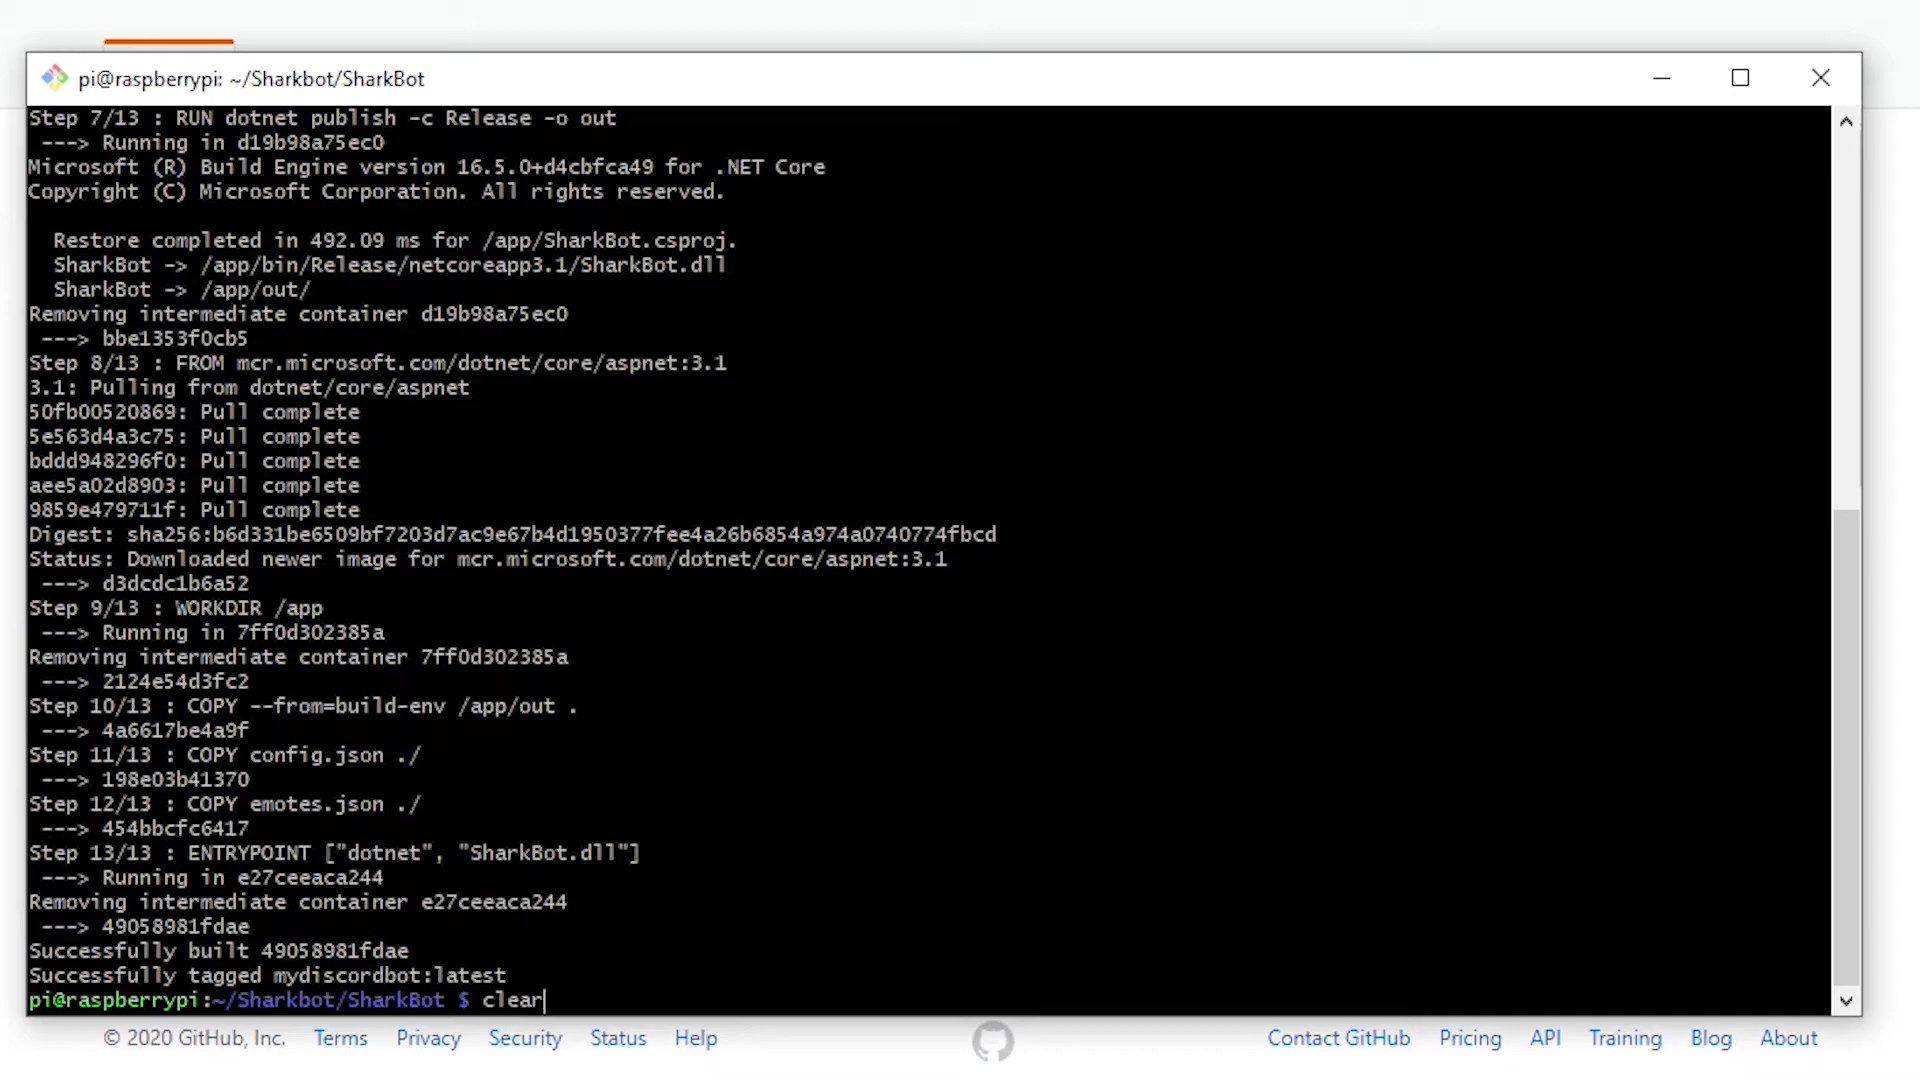 pi@raspberrypi: ~/Sharkbot/SharkBot
Step 7/13 : RUN dotnet publish -c Release -o out
 ---> Running in d19b98a75ec0
Microsoft (R) Build Engine version 16.5.0+d4cbfca49 for .NET Core
Copyright (C) Microsoft Corporation. All rights reserved.

  Restore completed in 492.09 ms for /app/SharkBot.csproj.
  SharkBot -> /app/bin/Release/netcoreapp3.1/SharkBot.dll
  SharkBot -> /app/out/
Removing intermediate container d19b98a75ec0
 ---> bbe1353f0cb5
Step 8/13 : FROM mcr.microsoft.com/dotnet/core/aspnet:3.1
3.1: Pulling from dotnet/core/aspnet
50fb00520869: Pull complete
5e563d4a3c75: Pull complete
bddd948296f0: Pull complete
aee5a02d8903: Pull complete
9859e479711f: Pull complete
Digest: sha256:b6d331be6509bf7203d7ac9e67b4d1950377fee4a26b6854a974a0740774fbcd
Status: Downloaded newer image for mcr.microsoft.com/dotnet/core/aspnet:3.1
 ---> d3dcdc1b6a52
Step 9/13 : WORKDIR /app
 ---> Running in 7ff0d302385a
Removing intermediate container 7ff0d302385a
 ---> 2124e54d3fc2
Step 10/13 : COPY --from=build-env /app/out .
 ---> 4a6617be4a9f
Step 11/13 : COPY config.json ./
 ---> 198e03b41370
Step 12/13 : COPY emotes.json ./
 ---> 454bbcfc6417
Step 13/13 : ENTRYPOINT ["dotnet", "SharkBot.dll"]
 ---> Running in e27ceeaca244
Removing intermediate container e27ceeaca244
 ---> 49058981fdae
Successfully built 49058981fdae
Successfully tagged mydiscordbot:latest
pi@raspberrypi:~/Sharkbot/SharkBot $ clear
© 2020 GitHub, Inc. Terms Privacy Security Status Help Contact GitHub Pricing API Training Blog About